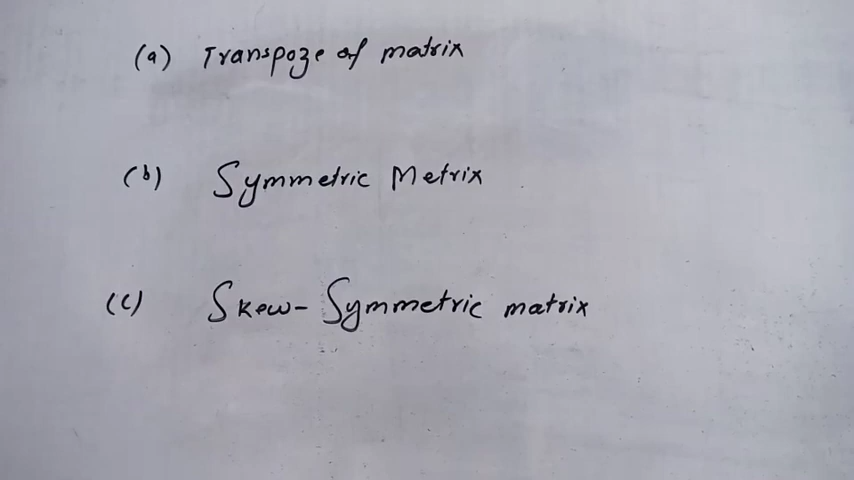 (a) Transpoze of matrix
(b) Symmetric Metrix
(c) Skew-Symmetric matrix